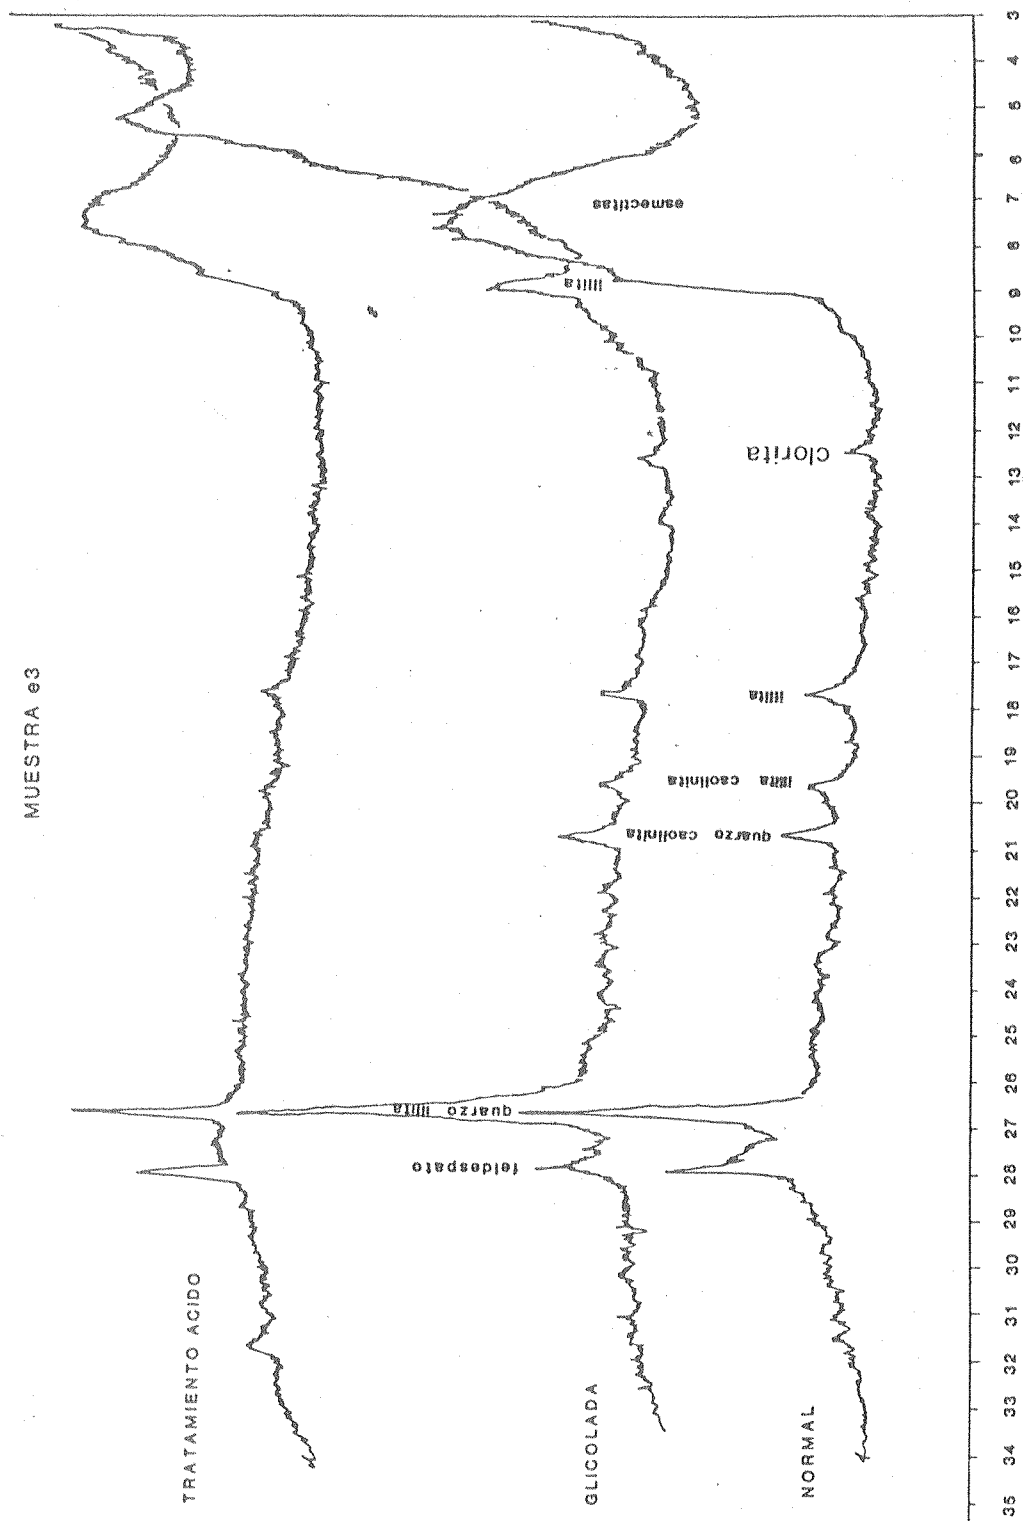 MUESTRA e3
TRATAMIENTO ACIDO
GLICOLADA
NORMAL
feldespato
quarzo illita
quarzo caolinita
illita caolinita
illita
Clorita
illita
esmectitas
35 34 33 32 31 30 29 28 27 26 25 24 23 22 21 20 19 18 17 16 15 14 13 12 11 10 9 8 7 6 5 4 3